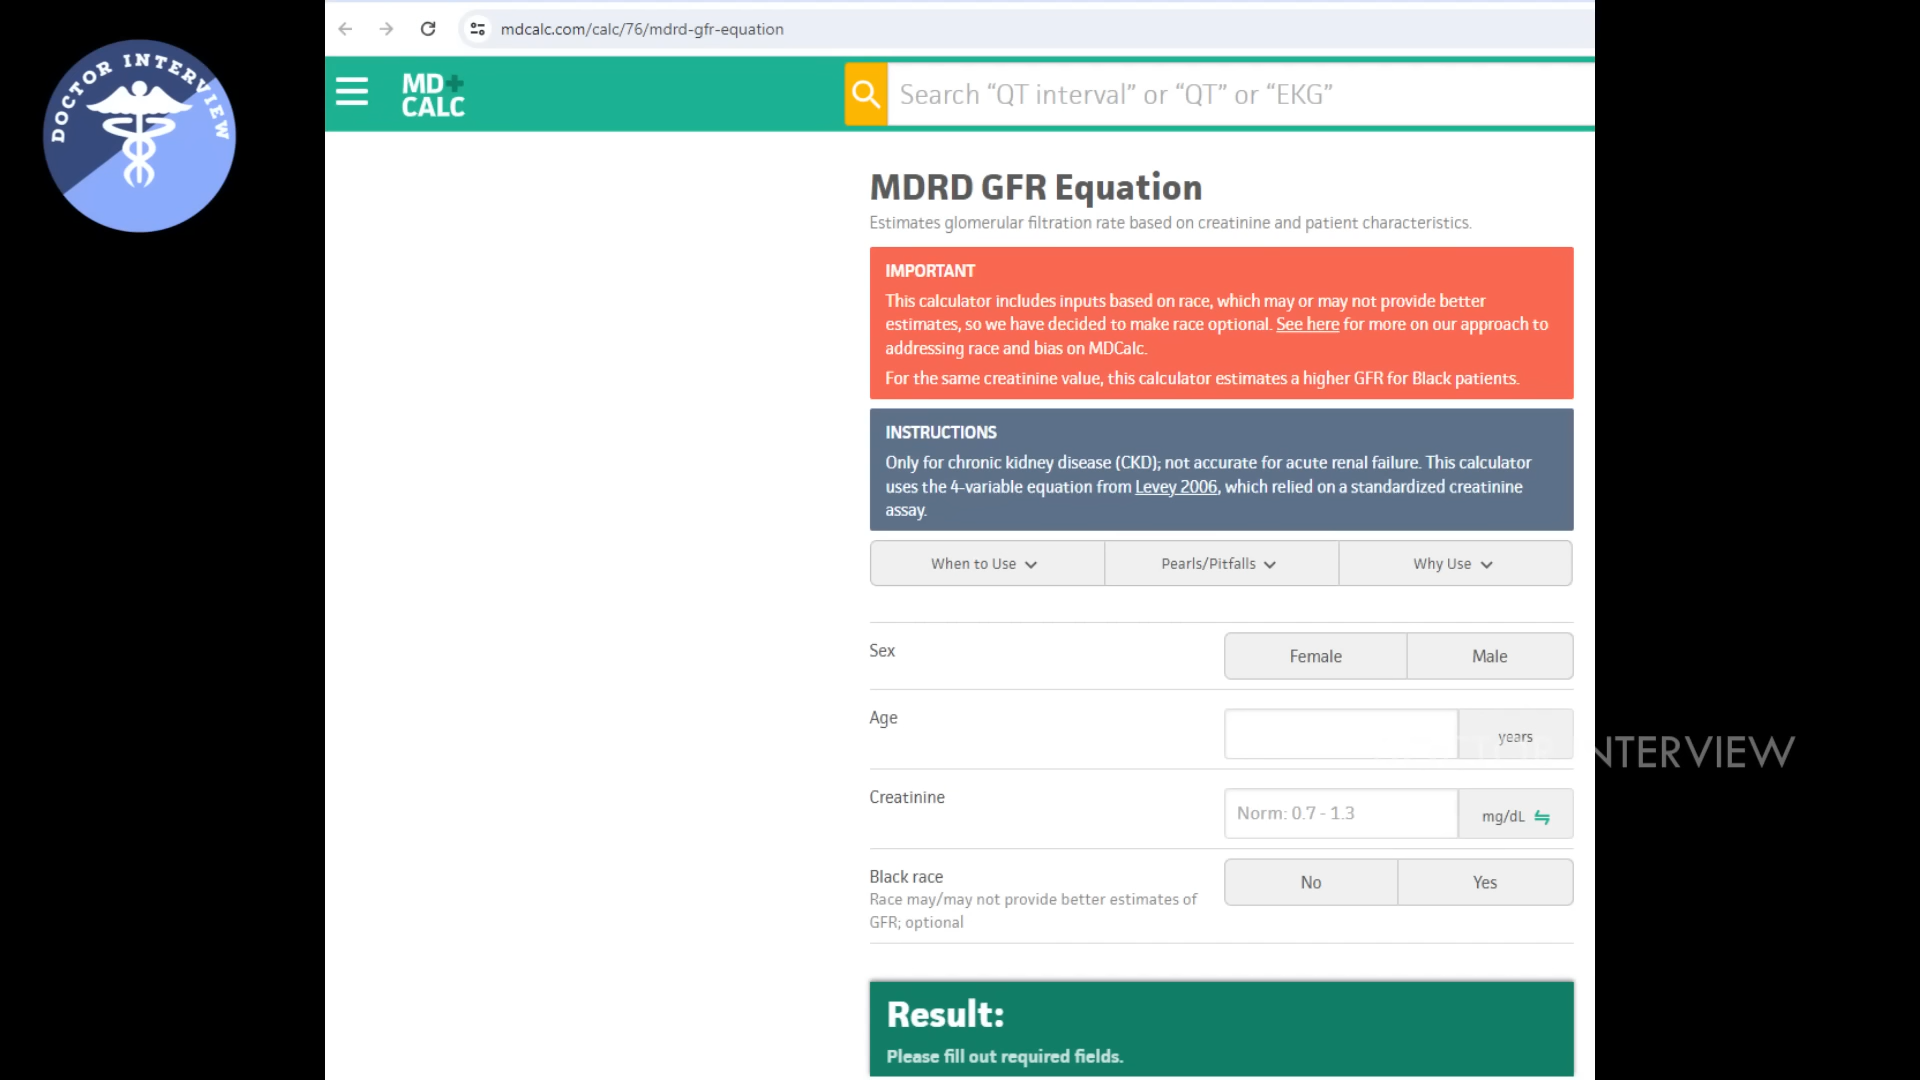 DOCTOR INTERVIEW
mdcalc.com/calc/76/mdrd-gfr-equation
MD+
CALC
Search “QT interval” or “QT” or “EKG”
MDRD GFR Equation
Estimates glomerular filtration rate based on creatinine and patient characteristics.
IMPORTANT
This calculator includes inputs based on race, which may or may not provide better
estimates, so we have decided to make race optional. See here for more on our approach to
addressing race and bias on MDCalc.
For the same creatinine value, this calculator estimates a higher GFR for Black patients.
INSTRUCTIONS
Only for chronic kidney disease (CKD); not accurate for acute renal failure. This calculator
uses the 4-variable equation from Levey 2006, which relied on a standardized creatinine
assay.
When to Use
Pearls/Pitfalls
Why Use
Sex
Female
Male
Age
years
NTERVIEW
Creatinine
Norm: 0.7 - 1.3
mg/dL
Black race
Race may/may not provide better estimates of
GFR; optional
No
Yes
Result:
Please fill out required fields.